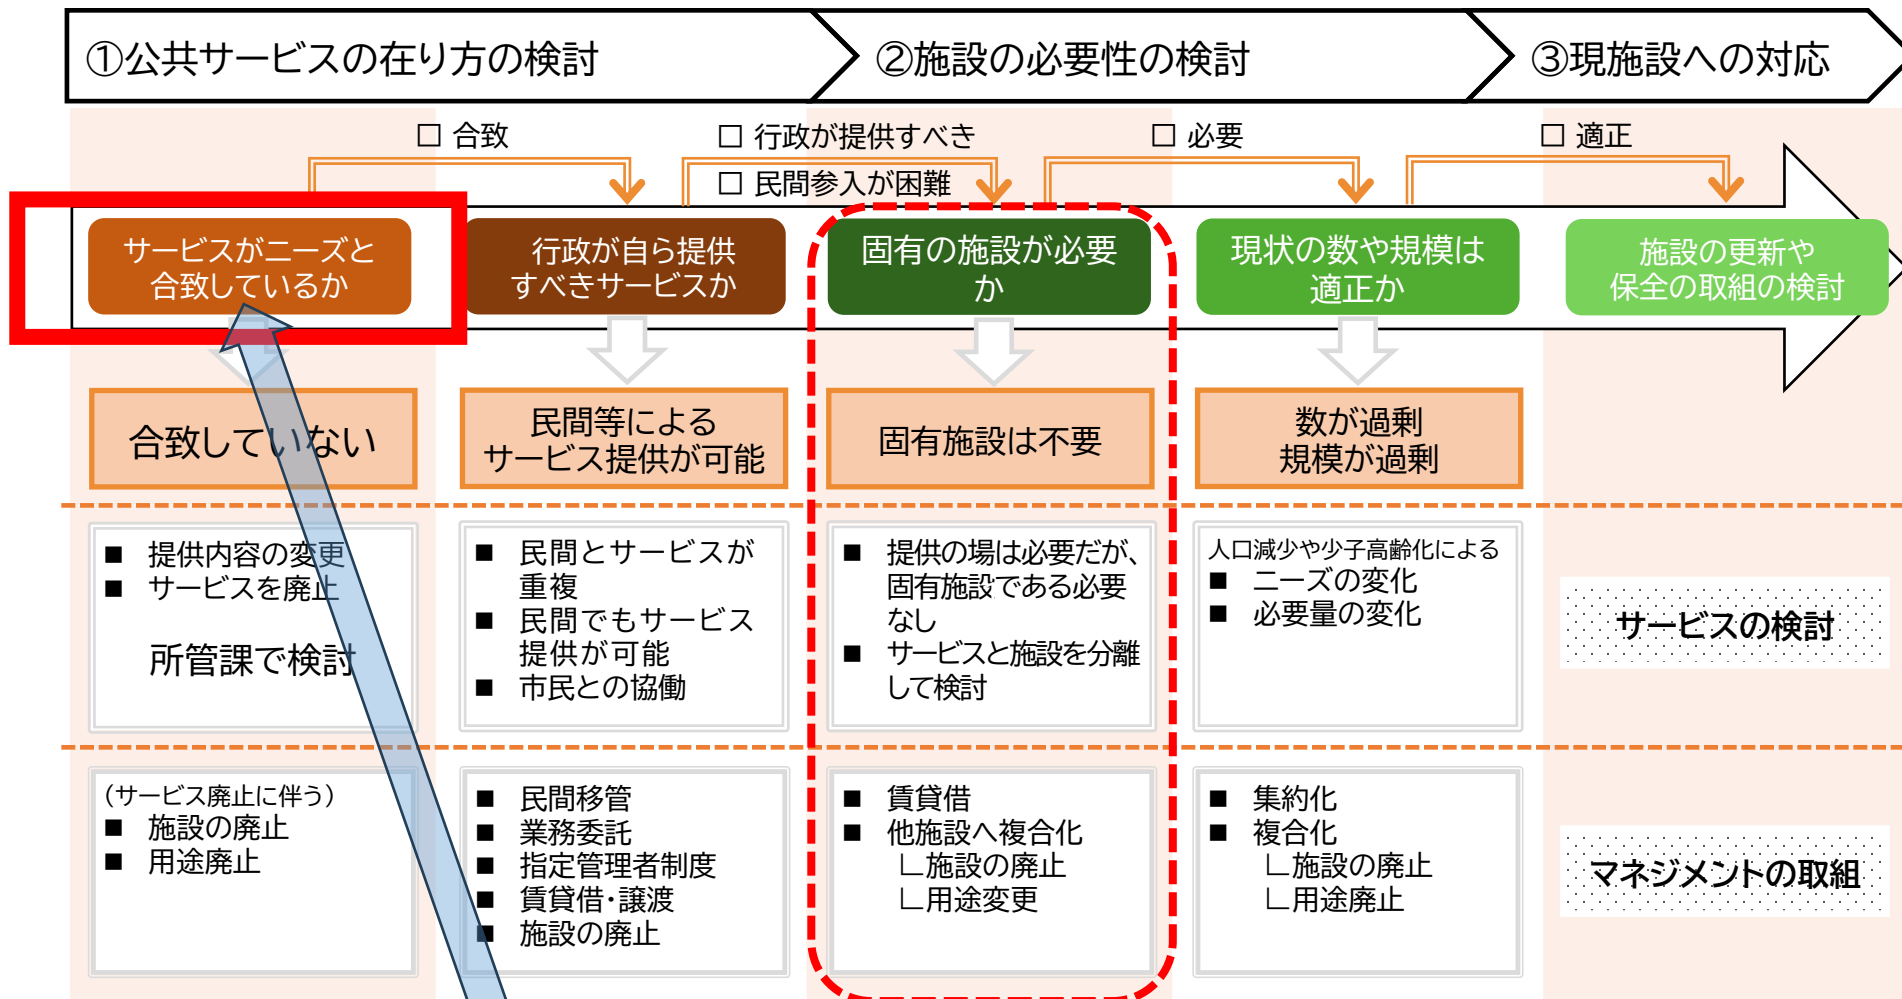 ①公共サービスの在り方の検討
②施設の必要性の検討
③現施設への対応
□ 合致
□ 行政が提供すべき
□ 民間参入が困難
□ 必要
□ 適正
サービスがニーズと
合致しているか
行政が自ら提供
すべきサービスか
固有の施設が必要
か
現状の数や規模は
適正か
施設の更新や
保全の取組の検討
合致していない
民間等による
サービス提供が可能
固有施設は不要
数が過剰
規模が過剰
■ 提供内容の変更
■ サービスを廃止
所管課で検討
■ 民間とサービスが
重複
■ 民間でもサービス
提供が可能
■ 市民との協働
■ 提供の場は必要だが、
固有施設である必要
なし
■ サービスと施設を分離
して検討
人口減少や少子高齢化による
■ ニーズの変化
■ 必要量の変化
サービスの検討
（サービス廃止に伴う）
■ 施設の廃止
■ 用途廃止
■ 民間移管
■ 業務委託
■ 指定管理者制度
■ 賃貸借・譲渡
■ 施設の廃止
■ 賃貸借
■ 他施設へ複合化
∟施設の廃止
∟用途変更
■ 集約化
■ 複合化
∟施設の廃止
∟用途廃止
マネジメントの取組